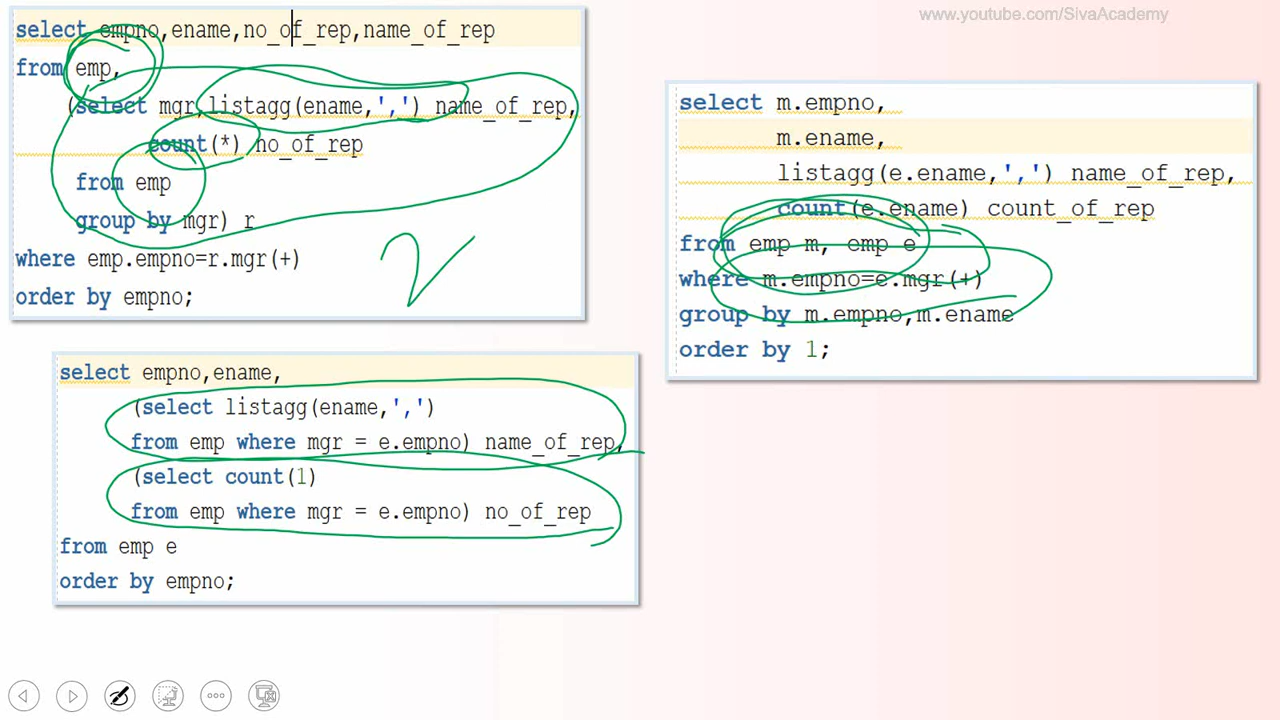 www.youtube.com/SivaAcademy
select empno,ename,no_of_rep,name_of_rep
from emp,
(select mgr,listagg(ename,',') name_of_rep,
count(*) no_of_rep
from emp
group by mgr) r
where emp.empno=r.mgr(+)
order by empno;
select empno,ename,
(select listagg(ename,',')
from emp where mgr = e.empno) name_of_rep,
(select count(1)
from emp where mgr = e.empno) no_of_rep
from emp e
order by empno;
select m.empno,
m.ename,
listagg(e.ename,',') name_of_rep,
count(e.ename) count_of_rep
from emp m, emp e
where m.empno=e.mgr(+)
group by m.empno,m.ename
order by 1;